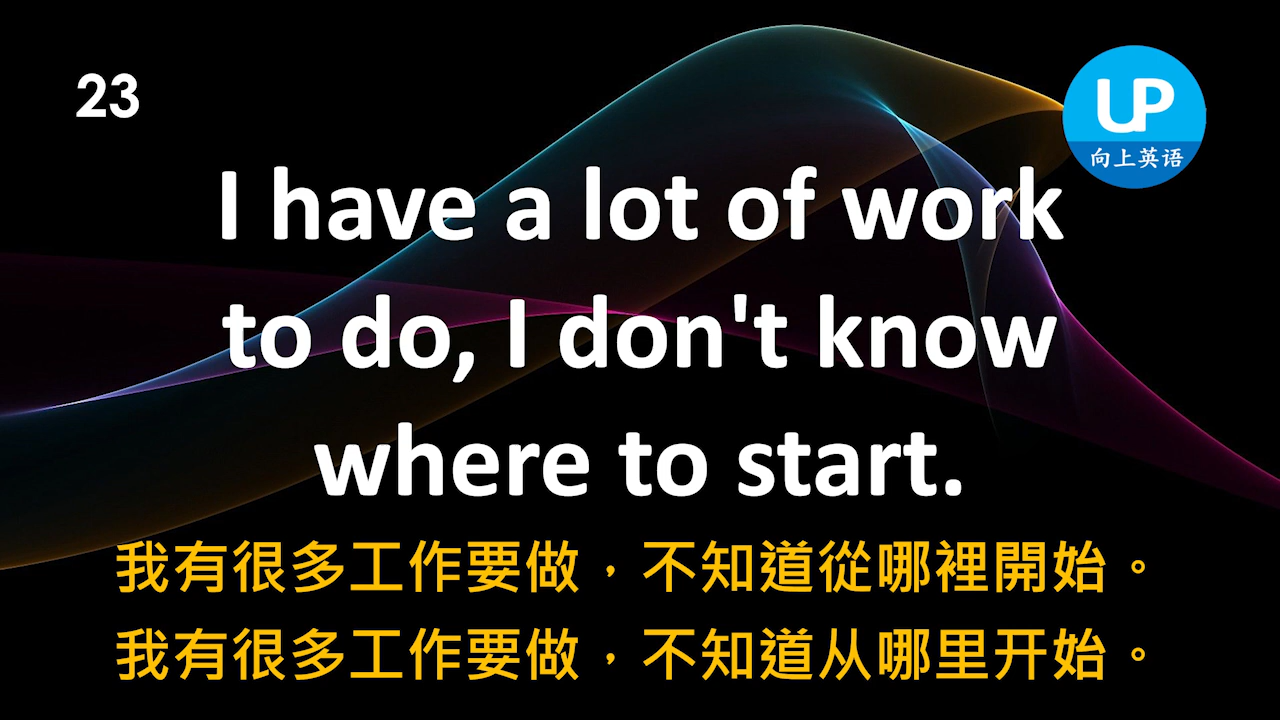 23
UP
向上英语
I have a lot of work
to do, I don't know
where to start.
我有很多工作要做，不知道從哪裡開始。
我有很多工作要做，不知道从哪里开始。